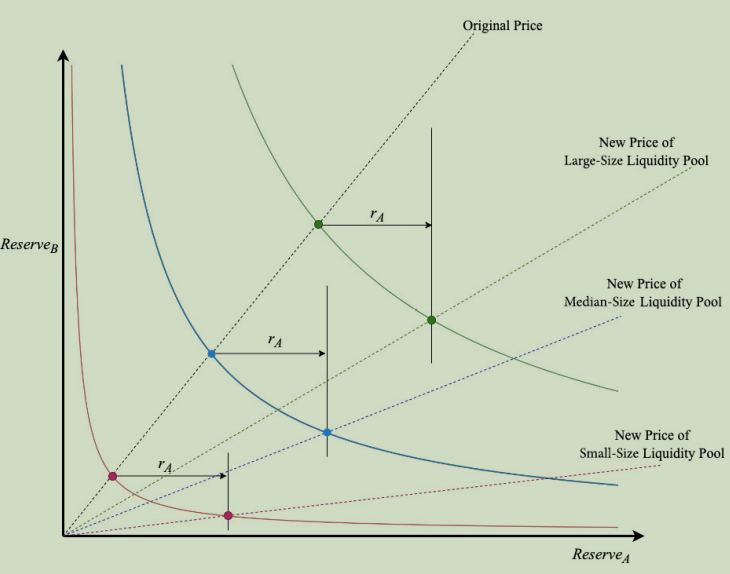 Original Price
New Price of
Large-Size Liquidity Pool
r_A
Reserve_B
New Price of
Median-Size Liquidity Pool
r_A
New Price of
Small-Size Liquidity Pool
r_A
Reserve_A